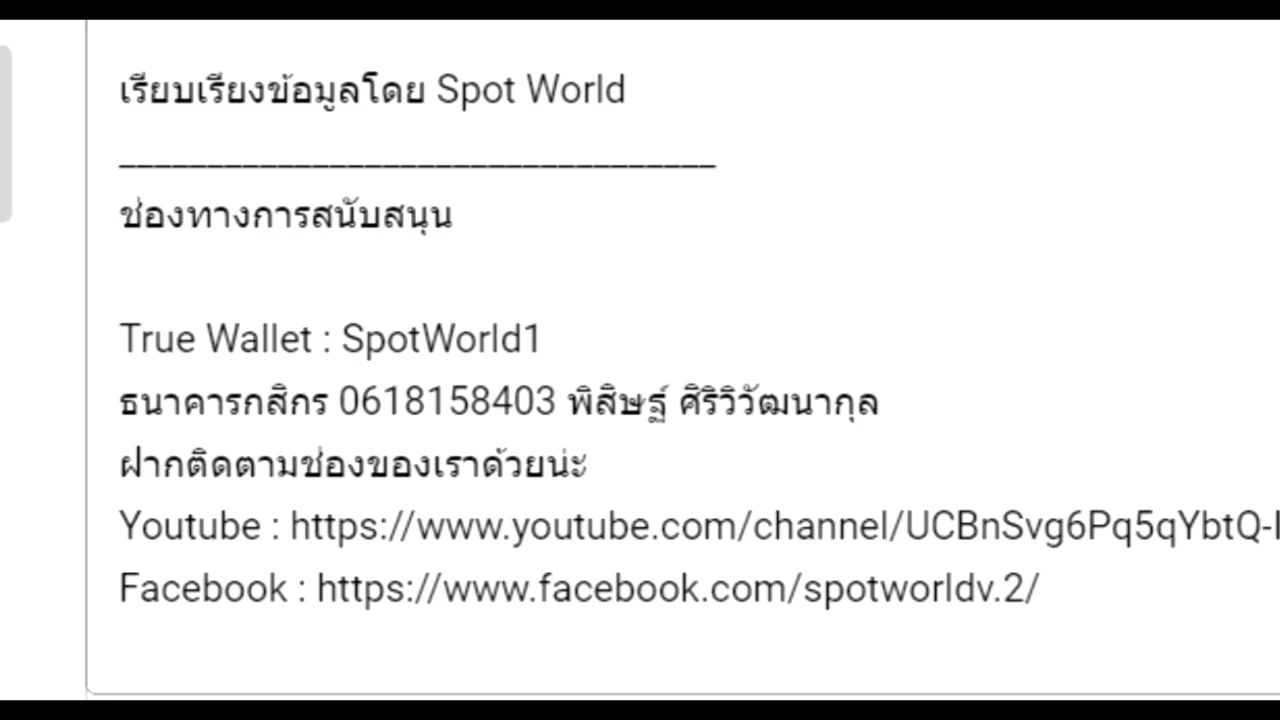 เรียบเรียงข้อมูลโดย Spot World
__________________________________
ช่องทางการสนับสนุน
True Wallet : SpotWorld1
ธนาคารกสิกร 0618158403 พิสิษฐ์ ศิริวิวัฒนากุล
ฝากติดตามช่องของเราด้วยน่ะ
Youtube : https://www.youtube.com/channel/UCBnSvg6Pq5qYbtQ-
Facebook : https://www.facebook.com/spotworldv.2/